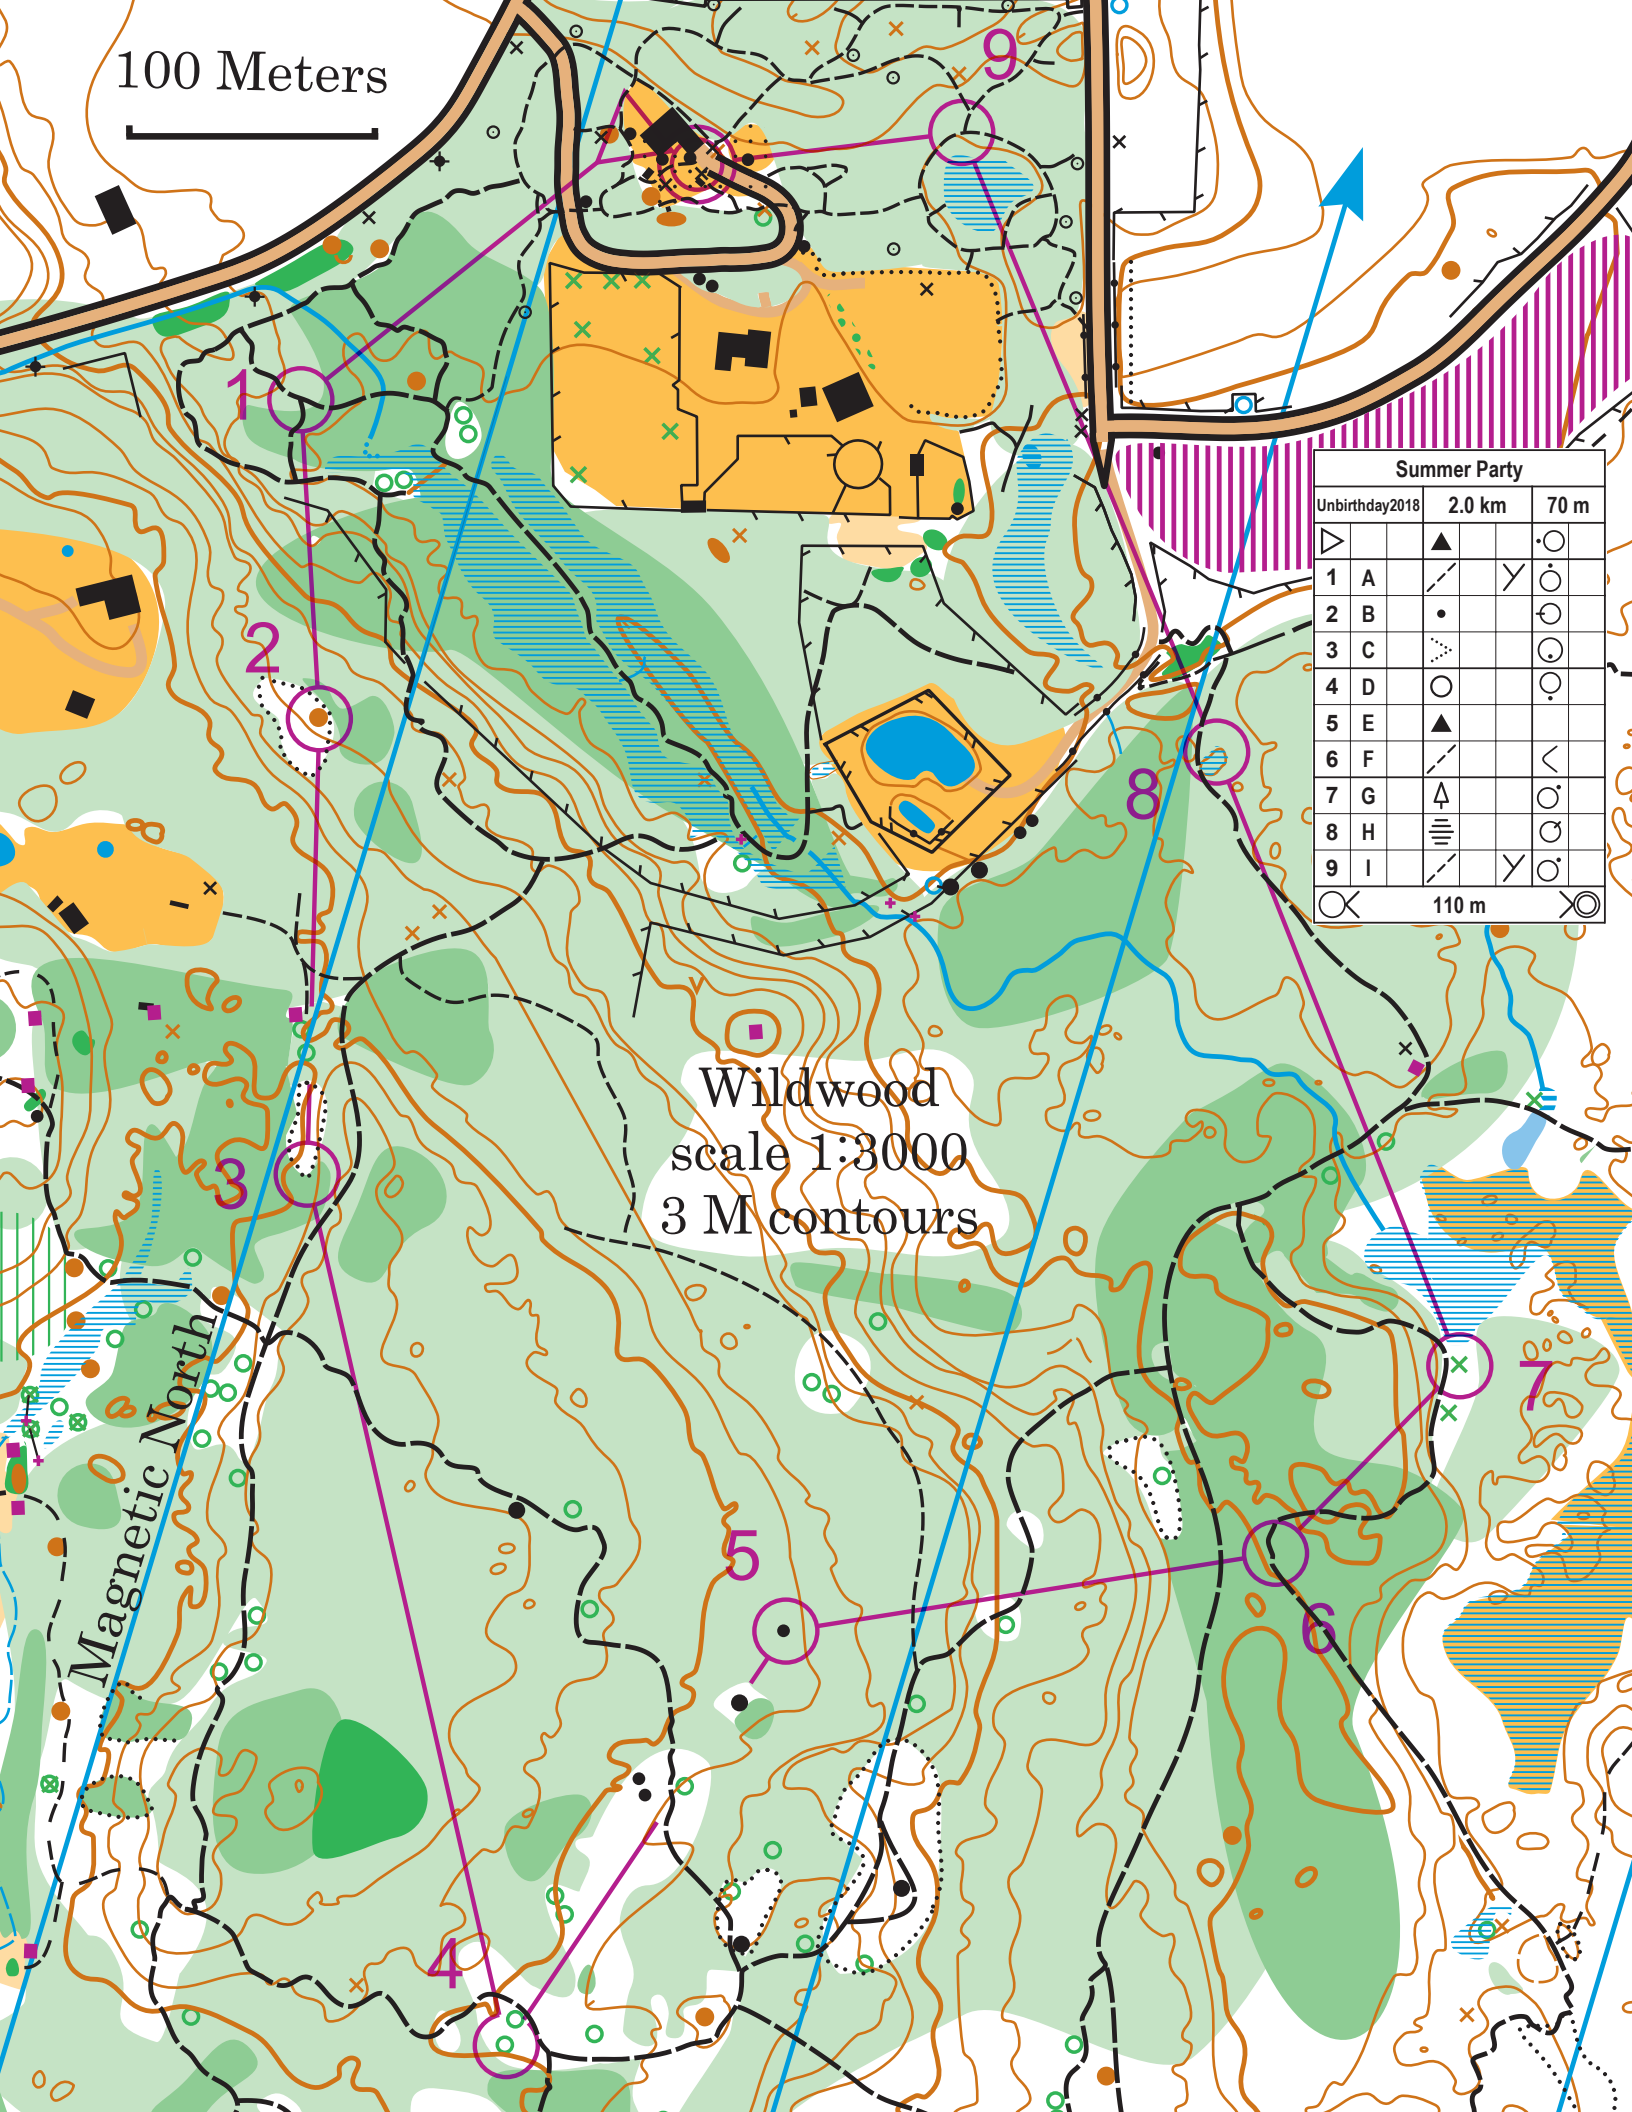 100 Meters
9
1
2
8
Summer Party
Unbirthday2018 2.0 km 70 m
1 A
2 B
3 C
4 D
5 E
6 F
7 G
8 H
9 I
110 m
Wildwood
scale 1:3000
3 M contours
3
Magnetic North
7
5
6
4